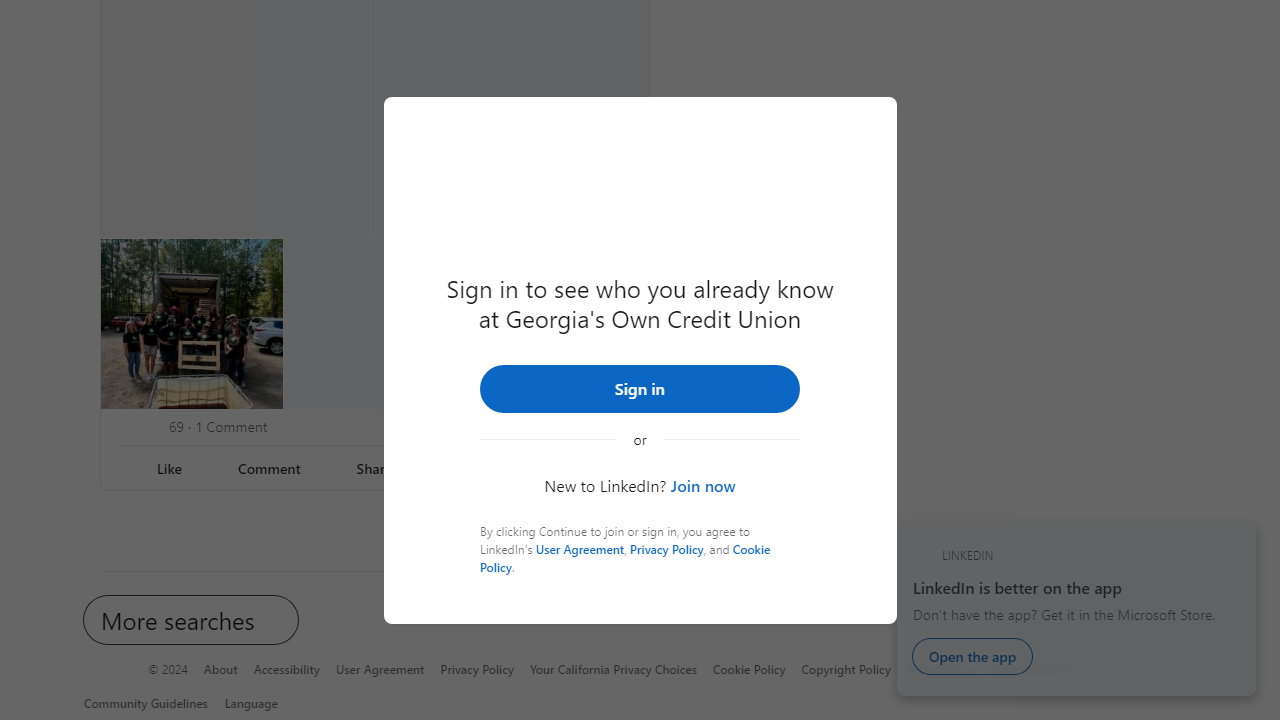 Sign in to see who you already know
at Georgia's Own Credit Union
Sign in
or
New to LinkedIn? Join now
By clicking Continue to join or sign in, you agree to
LinkedIn's User Agreement, Privacy Policy, and Cookie
Policy.
69 · 1 Comment
Like Comment
More searches
LINKEDIN
LinkedIn is better on the app
Don't have the app? Get it in the Microsoft Store.
Open the app
© 2024 About Accessibility User Agreement Privacy Policy Your California Privacy Choices Cookie Policy Copyright Policy
Community Guidelines Language